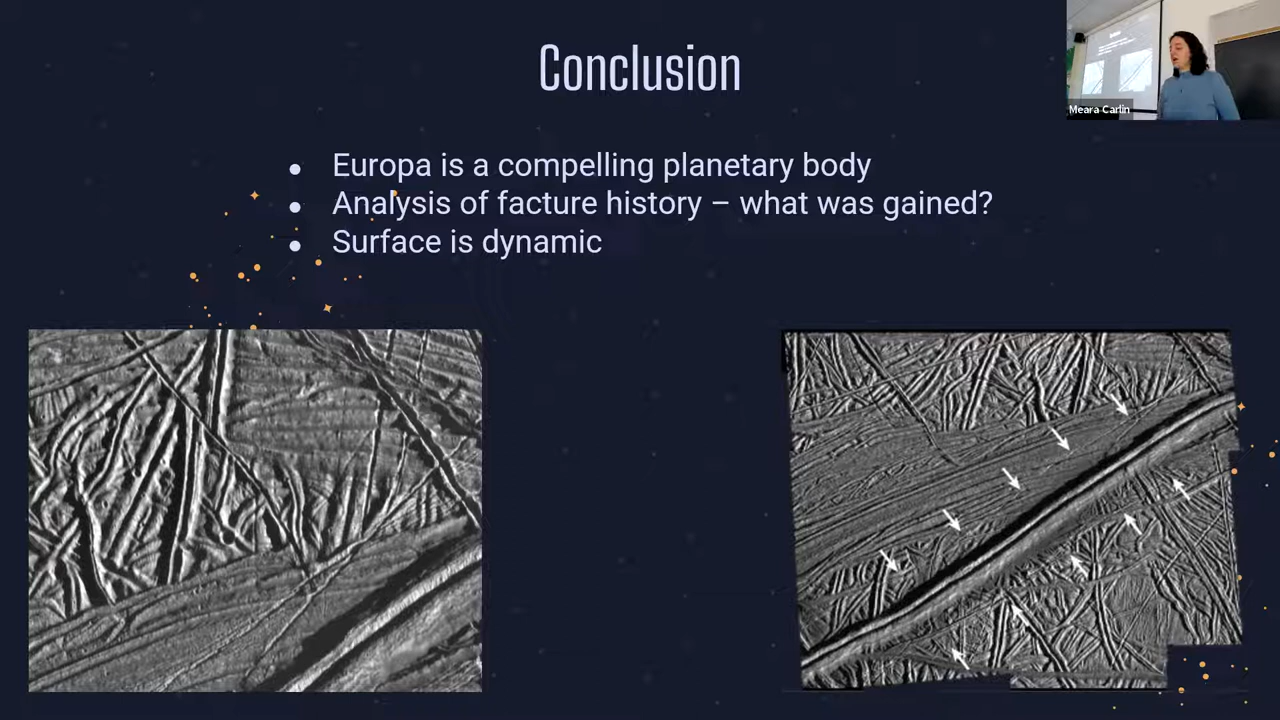 Conclusion
Meara Carlin
● Europa is a compelling planetary body
● Analysis of facture history – what was gained?
● Surface is dynamic